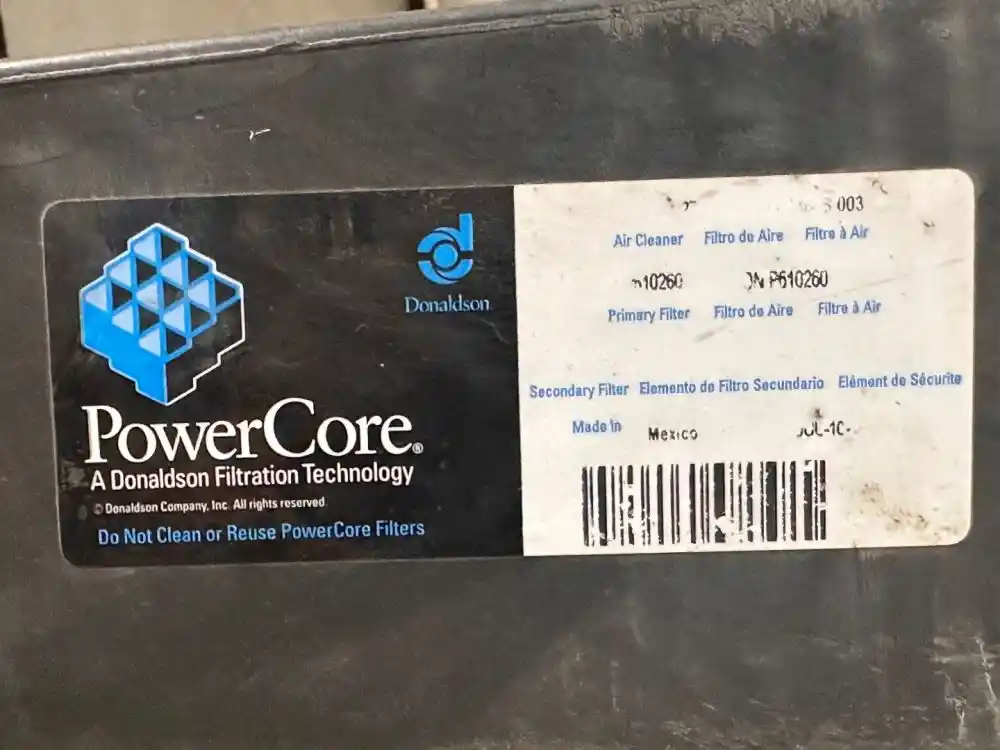 Donaldson
PowerCore®
A Donaldson Filtration Technology
© Donaldson Company, Inc. All rights reserved
Do Not Clean or Reuse PowerCore Filters
003
Air Cleaner Filtro de Aire Filtre à Air
10260 P610260
Primary Filter Filtro de Aire Filtre à Air
Secondary Filter Elemento de Filtro Secundario Elément de Sécurite
Made in Mexico